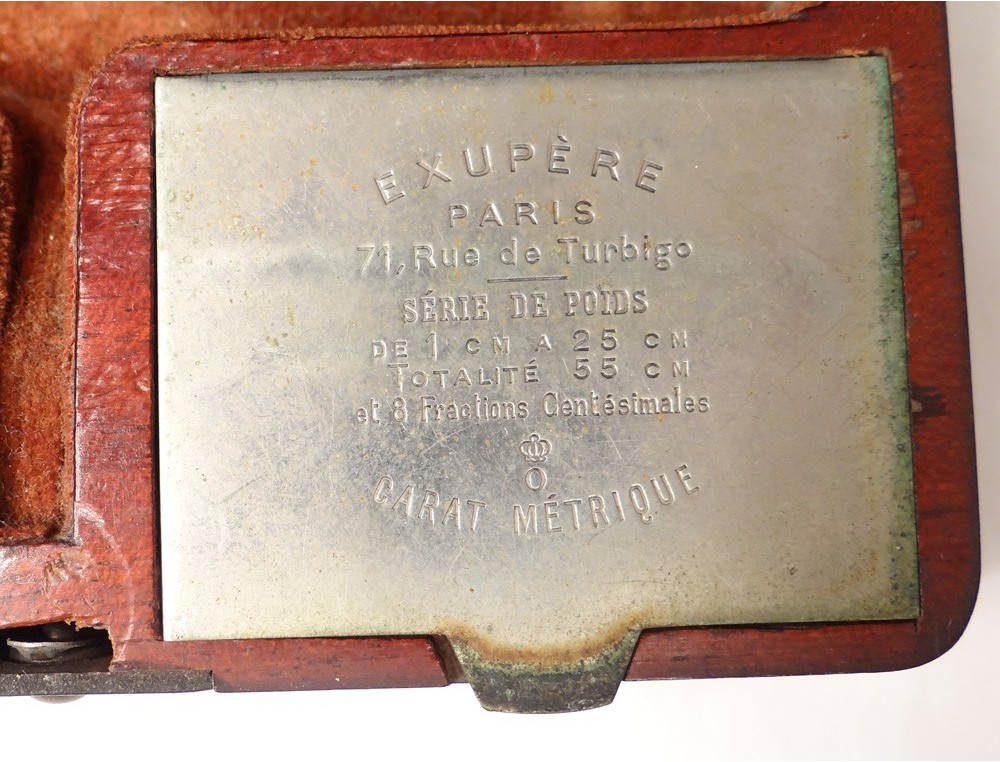 EXUPÈRE
PARIS
71, Rue de Turbigo
SÉRIE DE POIDS
DE 1 CM A 25 CM
TOTALITÉ 55 CM
et 8 Fractions Centésimales
O
CARAT MÉTRIQUE